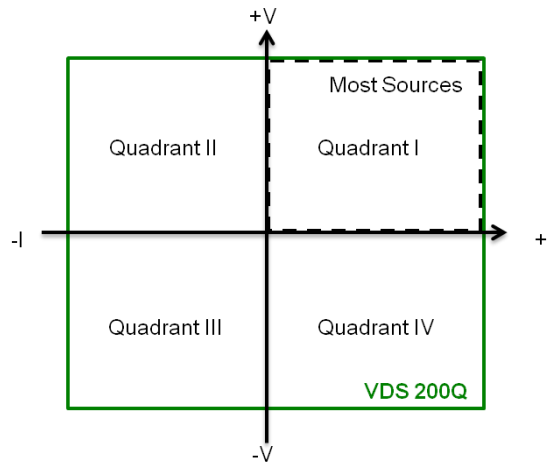 +V
Most Sources
Quadrant II
Quadrant I
-I
+
Quadrant III
Quadrant IV
VDS 200Q
-V